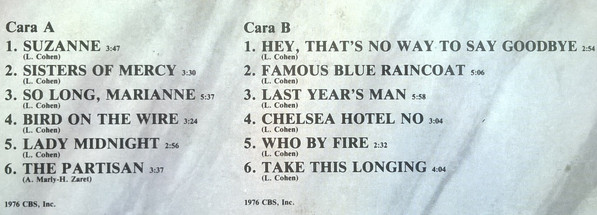 Cara A
1. SUZANNE 3:47
(L. Cohen)
2. SISTERS OF MERCY 3:30
(L. Cohen)
3. SO LONG, MARIANNE 5:37
(L. Cohen)
4. BIRD ON THE WIRE 3:24
(L. Cohen)
5. LADY MIDNIGHT 2:56
(L. Cohen)
6. THE PARTISAN 3:37
(A. Marly-H. Zaret)
1976 CBS, Inc.
Cara B
1. HEY, THAT'S NO WAY TO SAY GOODBYE 2:54
(L. Cohen)
2. FAMOUS BLUE RAINCOAT 5:06
(L. Cohen)
3. LAST YEAR'S MAN 5:58
(L. Cohen)
4. CHELSEA HOTEL NO 3:04
(L. Cohen)
5. WHO BY FIRE 2:32
(L. Cohen)
6. TAKE THIS LONGING 4:04
(L. Cohen)
1976 CBS, Inc.